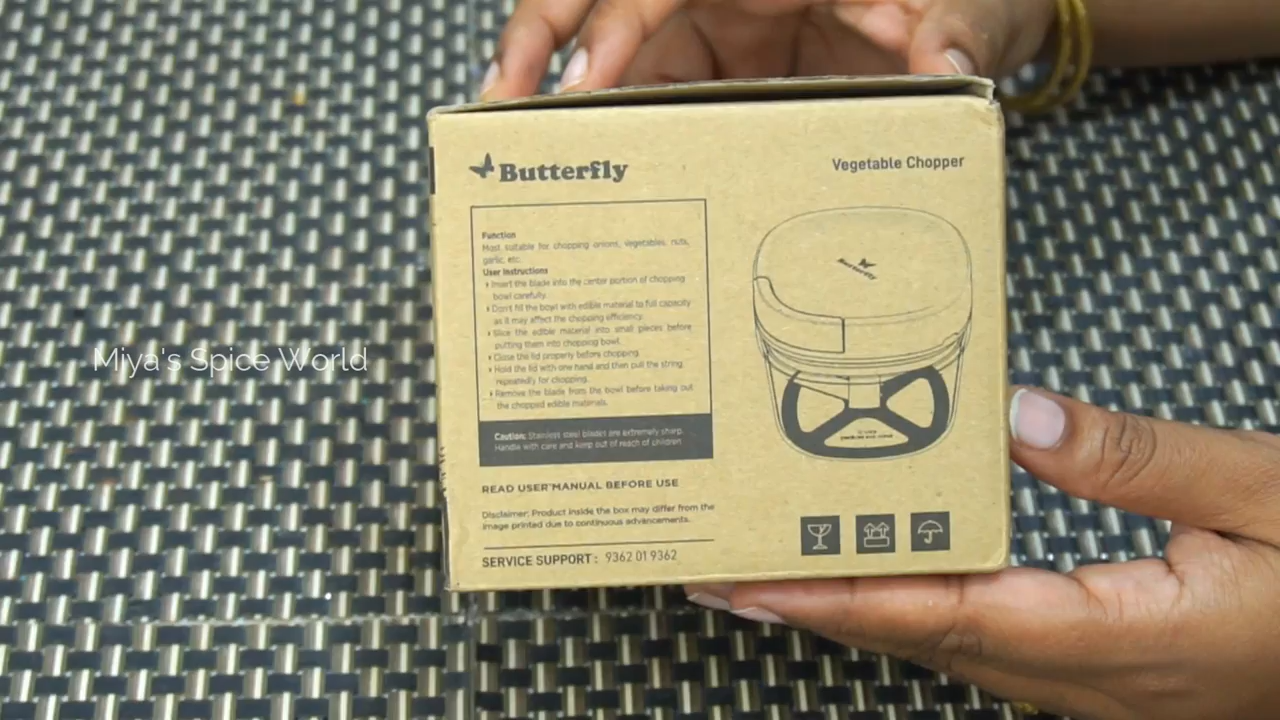 Butterfly
Vegetable Chopper
Function
Most suitable for chopping onions, vegetables, nuts,
garlic, etc.
User Instructions
Insert the blade into the center portion of chopping
bowl carefully.
Don't fill the bowl with edible material to full capacity
as it may affect the chopping efficiency.
Slice the edible material into small pieces before
putting them into chopping bowl.
Close the lid properly before chopping.
Hold the lid with one hand and then pull the string
repeatedly for chopping.
Remove the blade from the bowl before taking out
the chopped edible materials.
Caution: Stainless steel blades are extremely sharp.
Handle with care and keep out of reach of children
READ USER MANUAL BEFORE USE
Disclaimer: Product inside the box may differ from the
image printed due to continuous advancements.
SERVICE SUPPORT : 9362 01 9362
Butterfly
Miya's Spice World